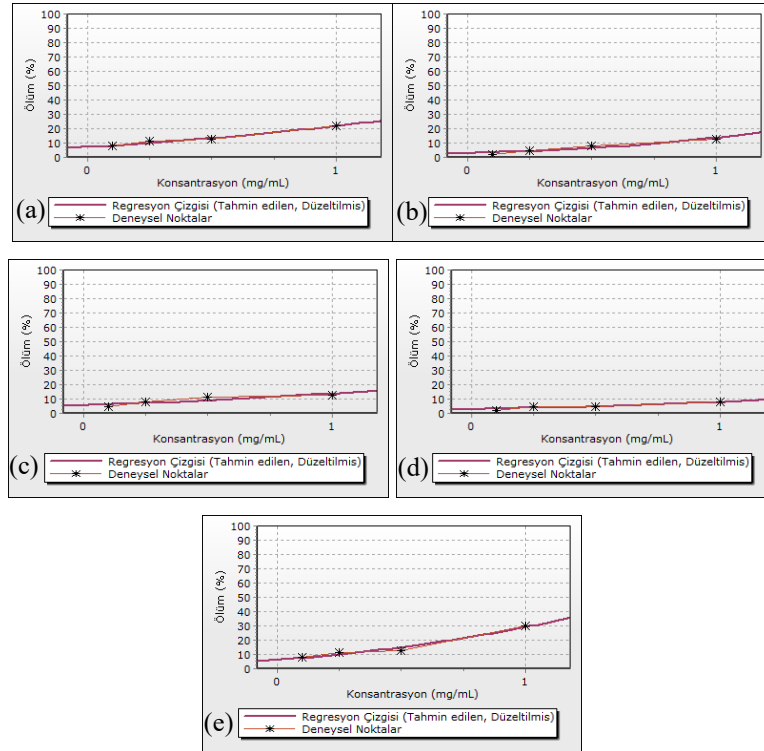 100
90
80
70
60
50
40
30
20
10
0
Ölüm (%)
0 1
Konsantrasyon (mg/mL)
Regresyon Çizgisi (Tahmin edilen, Düzeltilmis)
Deneysel Noktalar
(a)
100
90
80
70
60
50
40
30
20
10
0
Ölüm (%)
0 1
Konsantrasyon (mg/mL)
Regresyon Çizgisi (Tahmin edilen, Düzeltilmis)
Deneysel Noktalar
(b)
100
90
80
70
60
50
40
30
20
10
0
Ölüm (%)
0 1
Konsantrasyon (mg/mL)
Regresyon Çizgisi (Tahmin edilen, Düzeltilmis)
Deneysel Noktalar
(c)
100
90
80
70
60
50
40
30
20
10
0
Ölüm (%)
0 1
Konsantrasyon (mg/mL)
Regresyon Çizgisi (Tahmin edilen, Düzeltilmis)
Deneysel Noktalar
(d)
100
90
80
70
60
50
40
30
20
10
0
Ölüm (%)
0 1
Konsantrasyon (mg/mL)
Regresyon Çizgisi (Tahmin edilen, Düzeltilmis)
Deneysel Noktalar
(e)